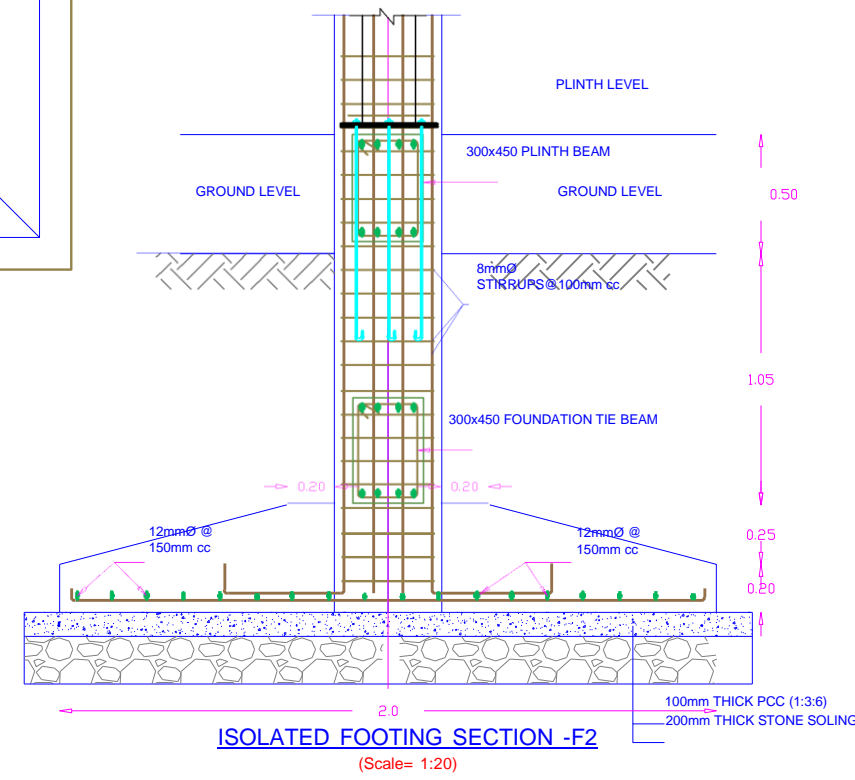 PLINTH LEVEL
300x450 PLINTH BEAM
GROUND LEVEL
GROUND LEVEL
0.50
8mmØ
STIRRUPS@100mm cc
1.05
300x450 FOUNDATION TIE BEAM
0.20
0.20
12mmØ @
150mm cc
12mmØ @
150mm cc
0.25
0.20
100mm THICK PCC (1:3:6)
2.0
200mm THICK STONE SOLING
ISOLATED FOOTING SECTION -F2
(Scale= 1:20)